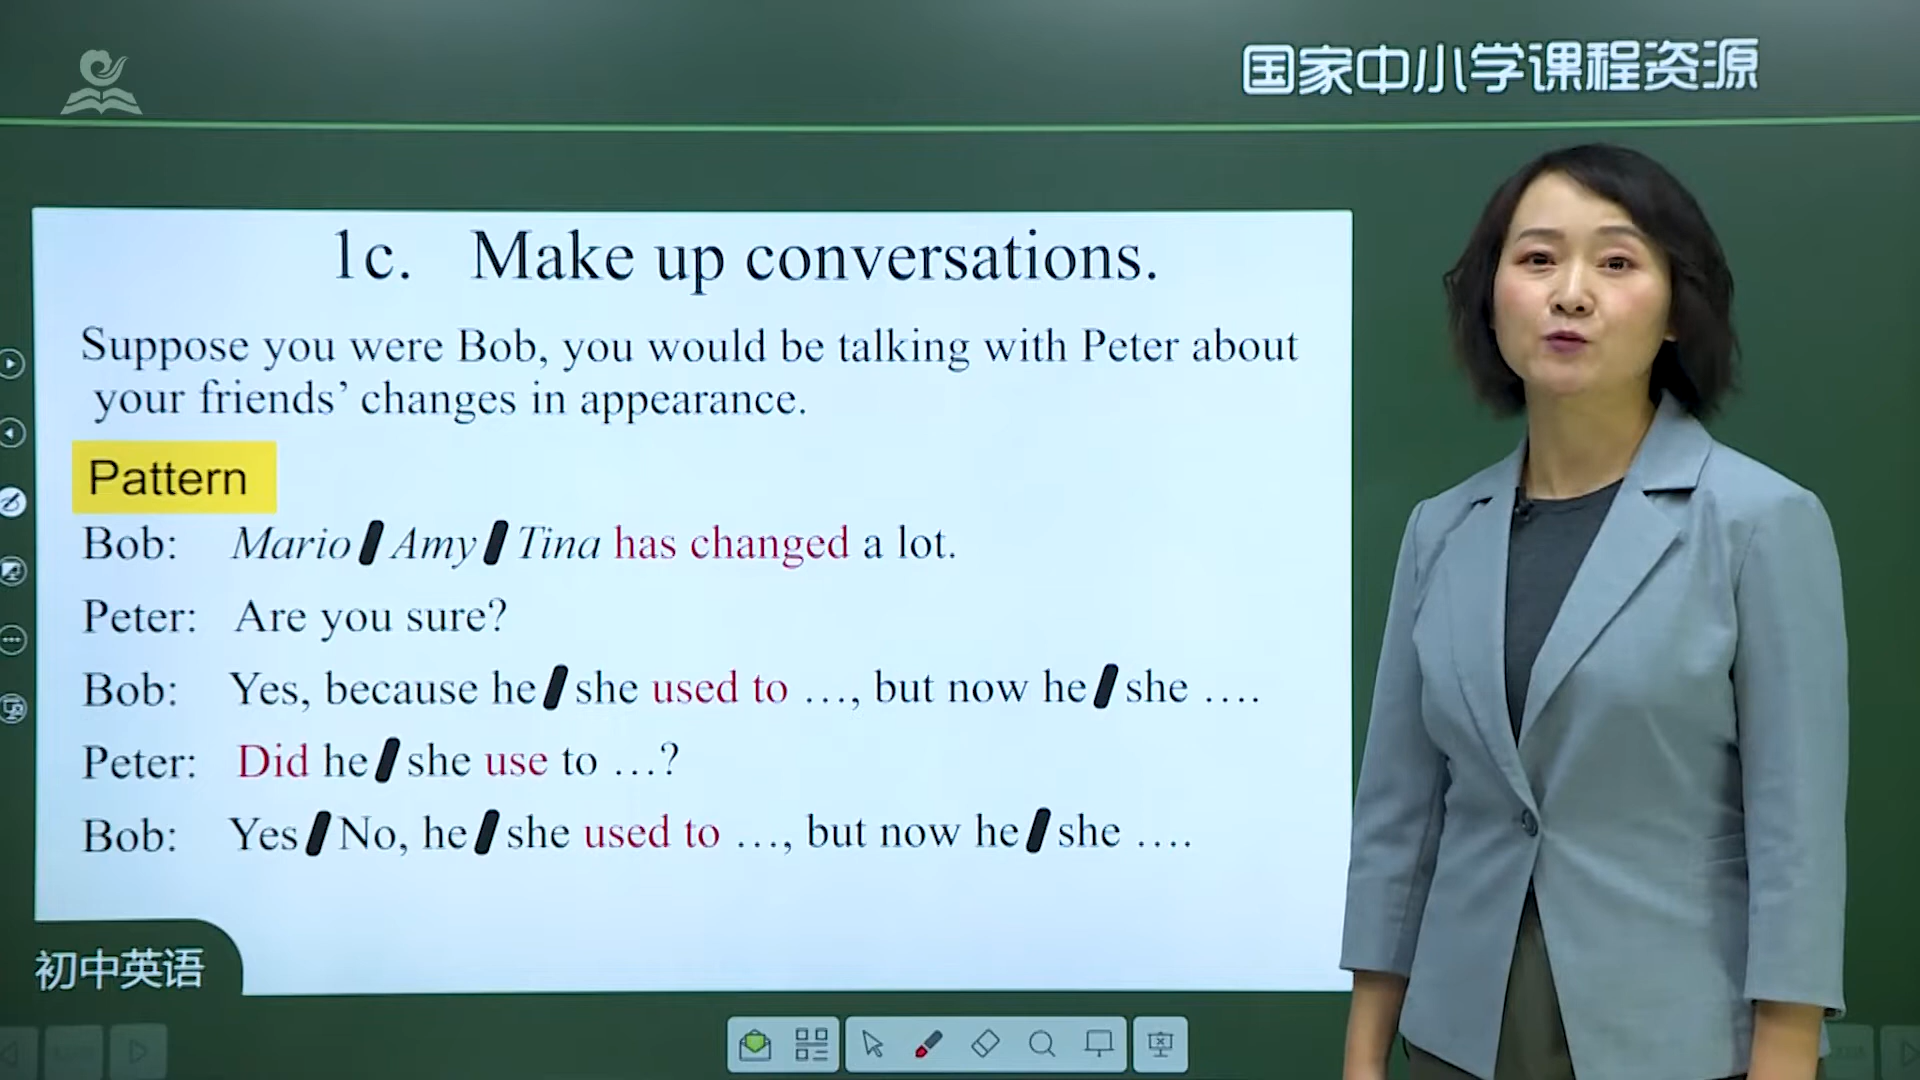 国家中小学课程资源
1c. Make up conversations.
Suppose you were Bob, you would be talking with Peter about
your friends’ changes in appearance.
Pattern
Bob: Mario / Amy / Tina has changed a lot.
Peter: Are you sure?
Bob: Yes, because he / she used to …, but now he / she ….
Peter: Did he / she use to …?
Bob: Yes / No, he / she used to …, but now he / she ….
初中英语